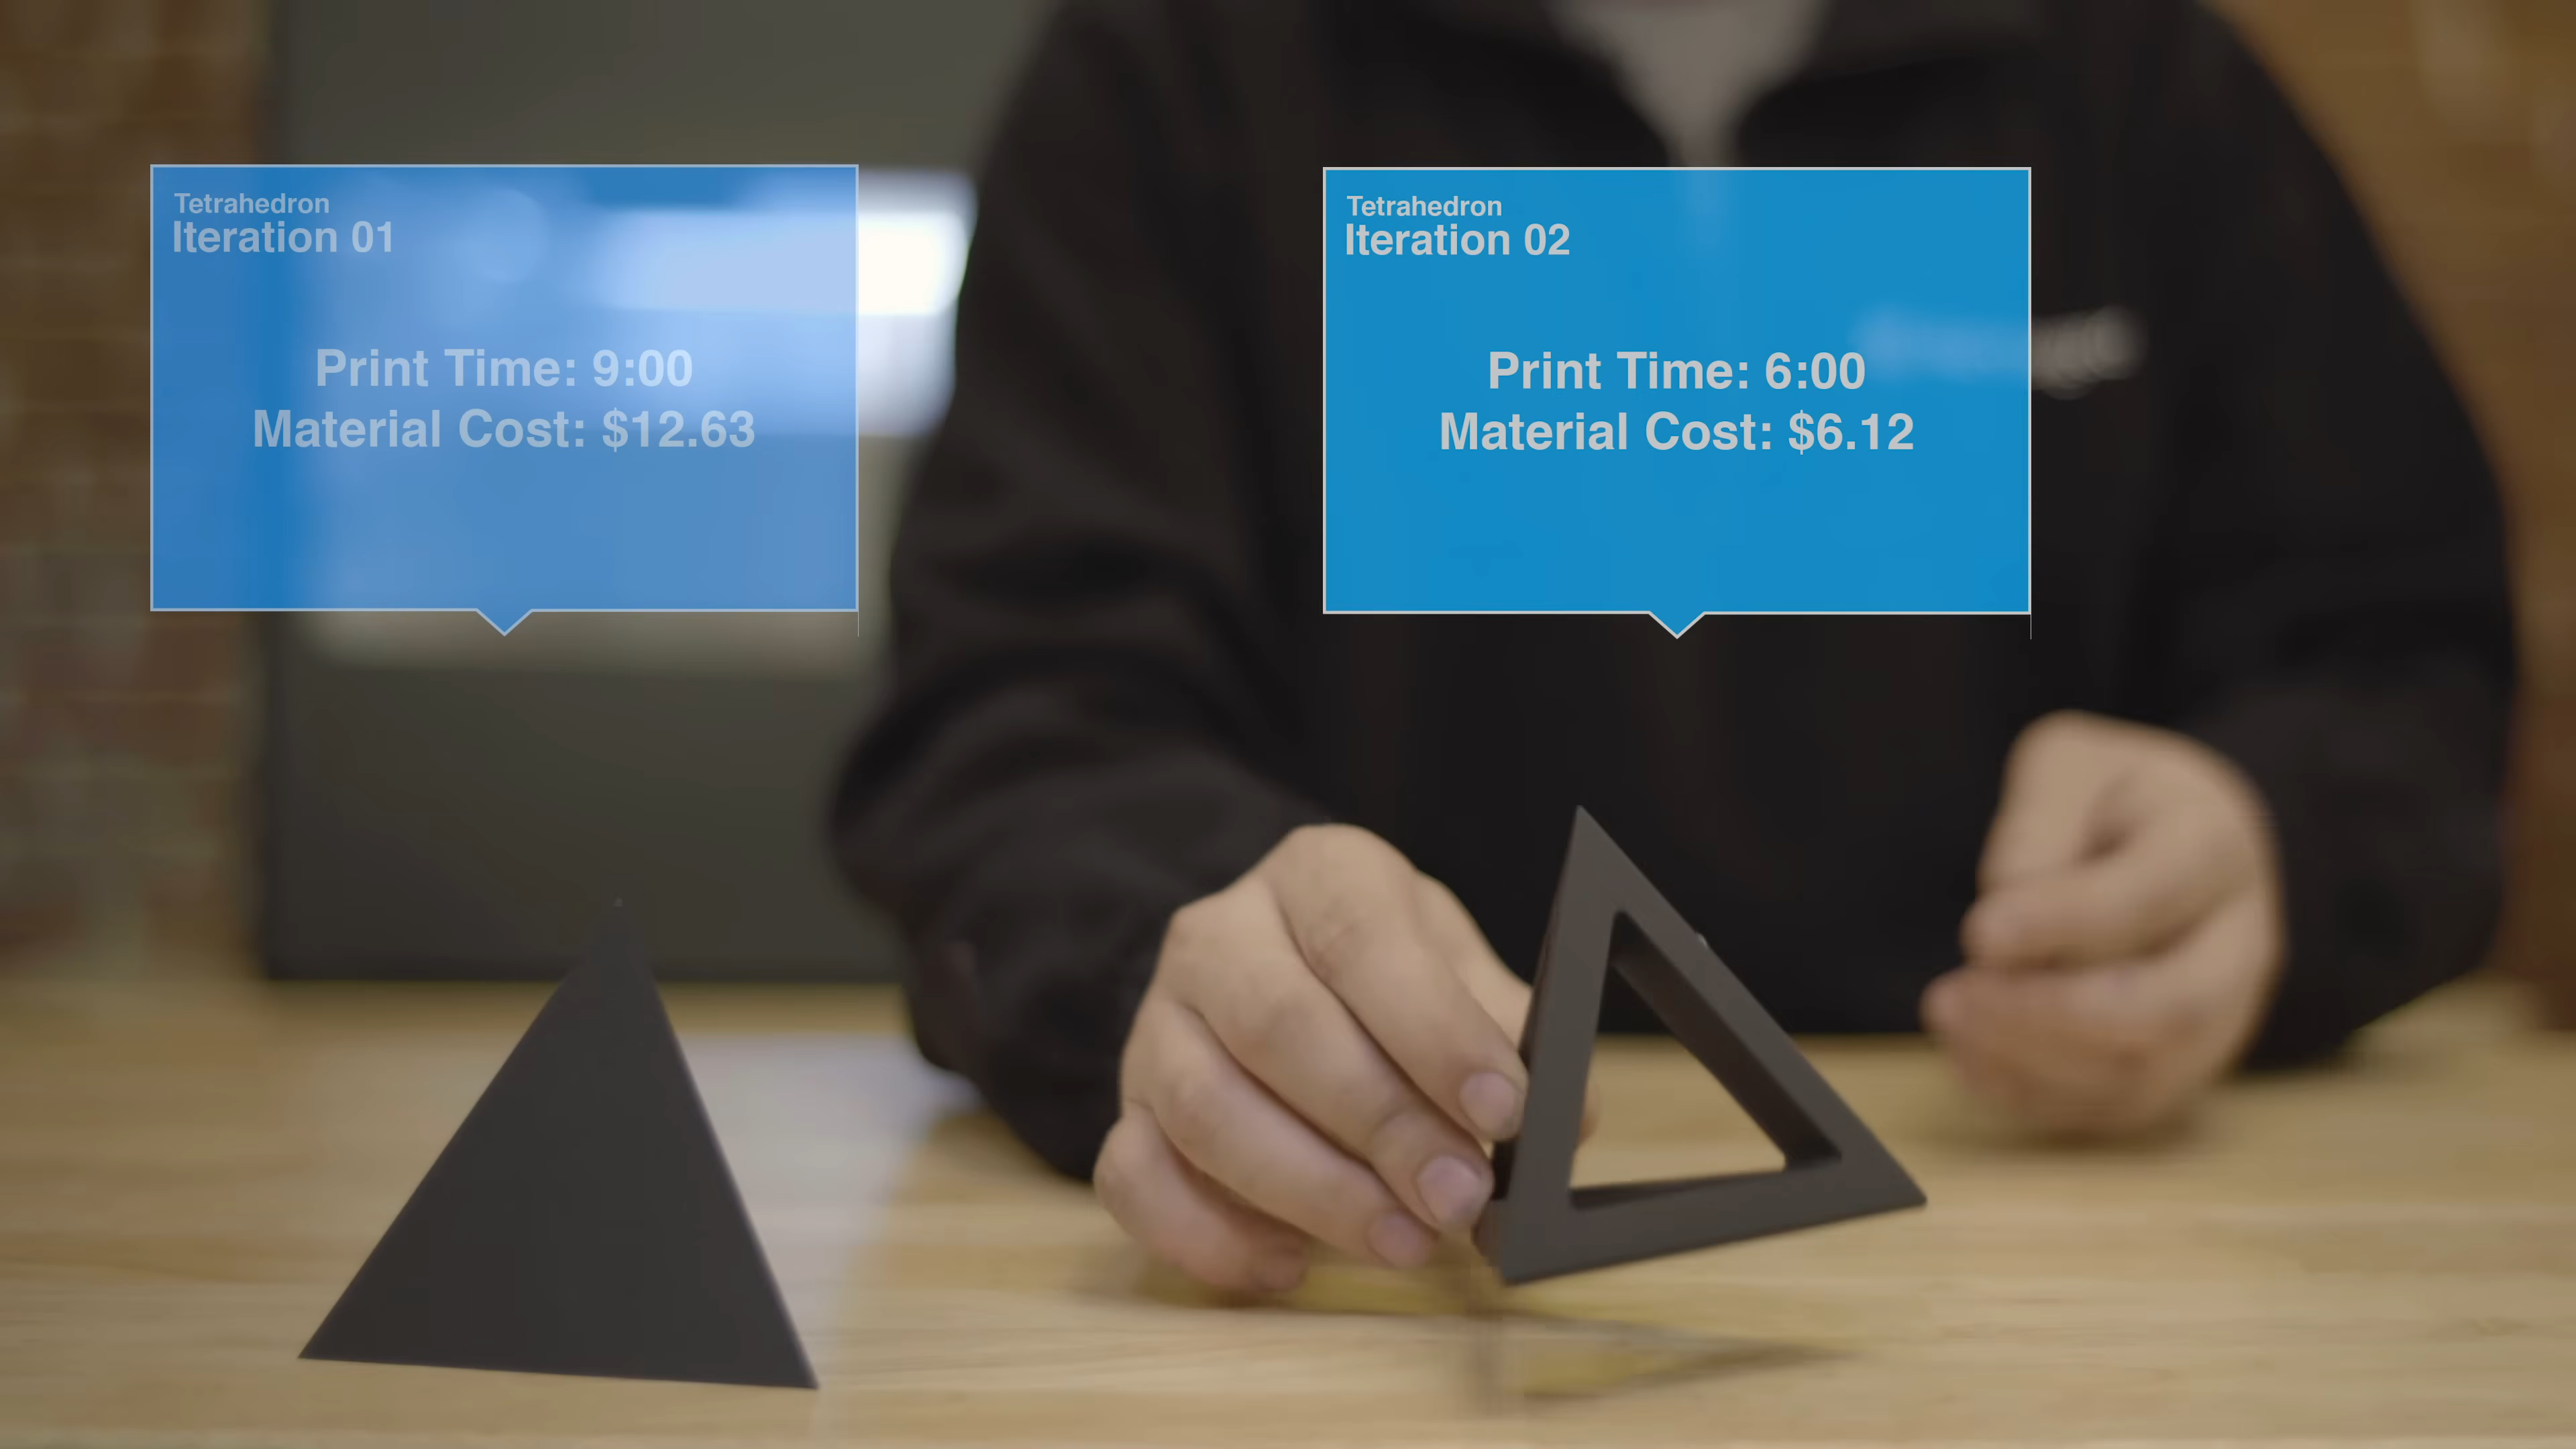 Tetrahedron
Iteration 01
Print Time: 9:00
Material Cost: $12.63
Tetrahedron
Iteration 02
Print Time: 6:00
Material Cost: $6.12